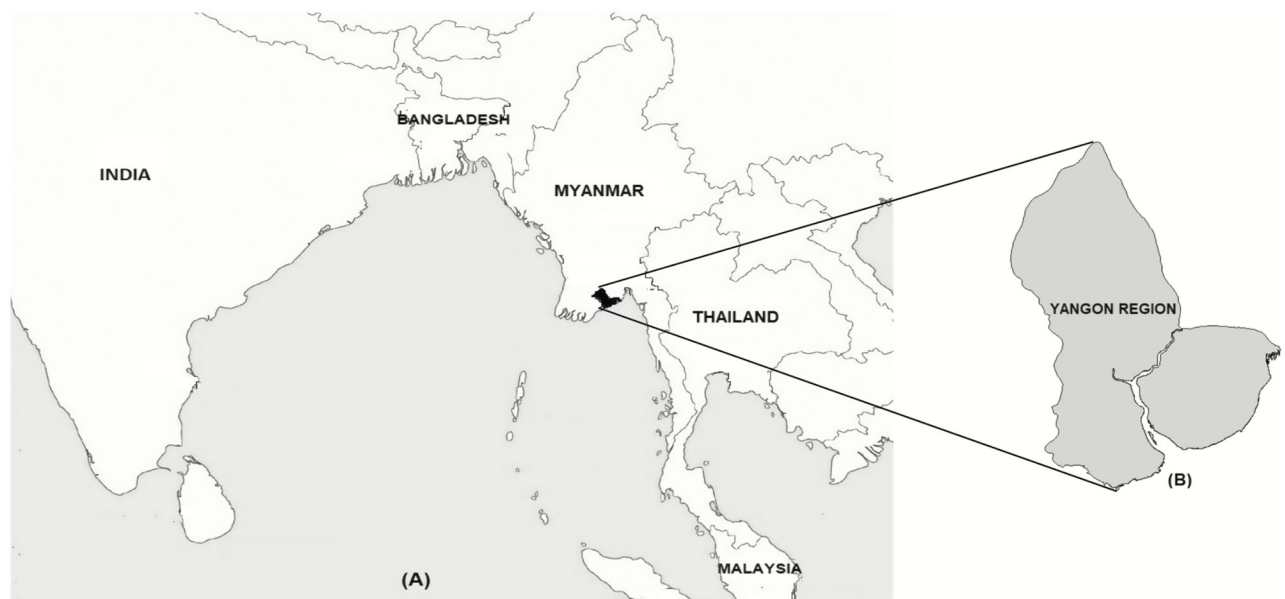 BANGLADESH
INDIA
MYANMAR
THAILAND
YANGON REGION
(B)
MALAYSIA
(A)